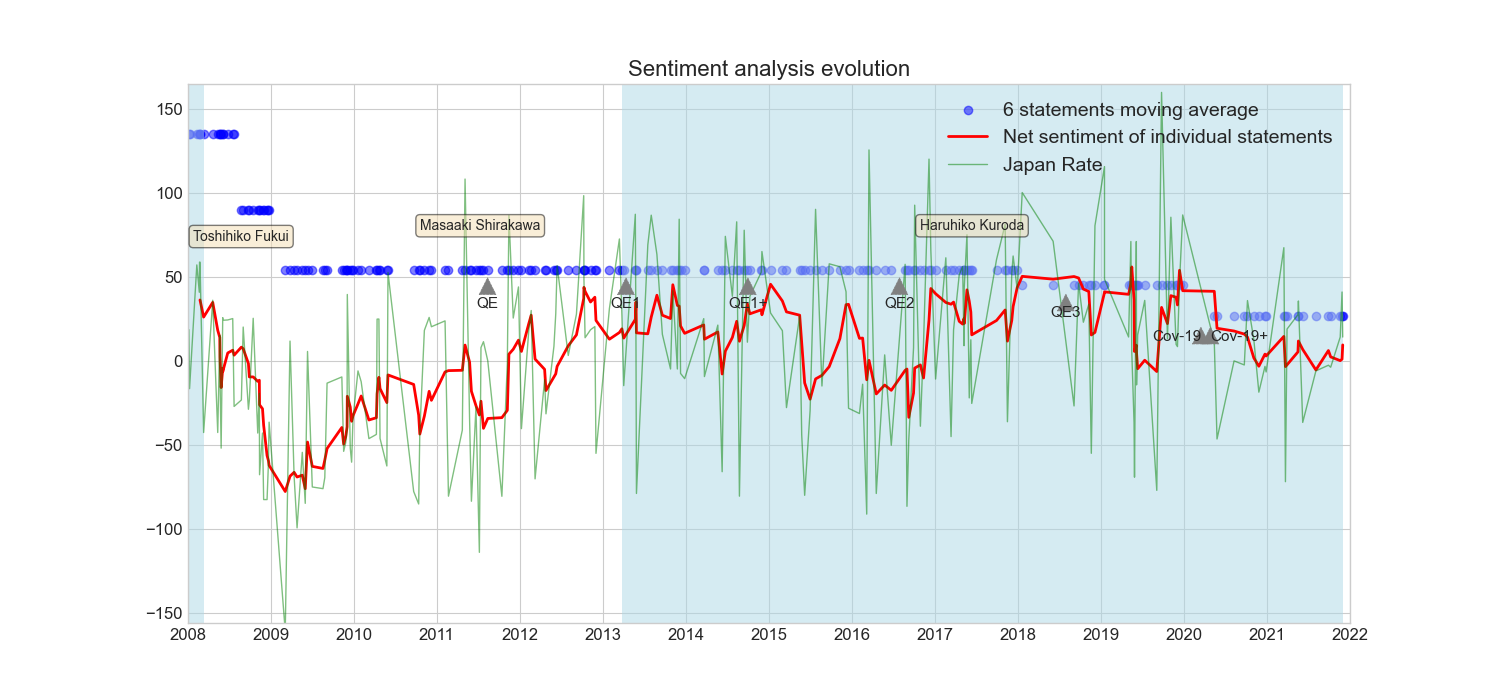 Sentiment analysis evolution
150
100
50
0
−50
−100
−150
6 statements moving average
Net sentiment of individual statements
Japan Rate
Toshihiko Fukui
Masaaki Shirakawa
Haruhiko Kuroda
QE
QE1
QE1+
QE2
QE3
Cov-19
Cov-19+
2008
2009
2010
2011
2012
2013
2014
2015
2016
2017
2018
2019
2020
2021
2022